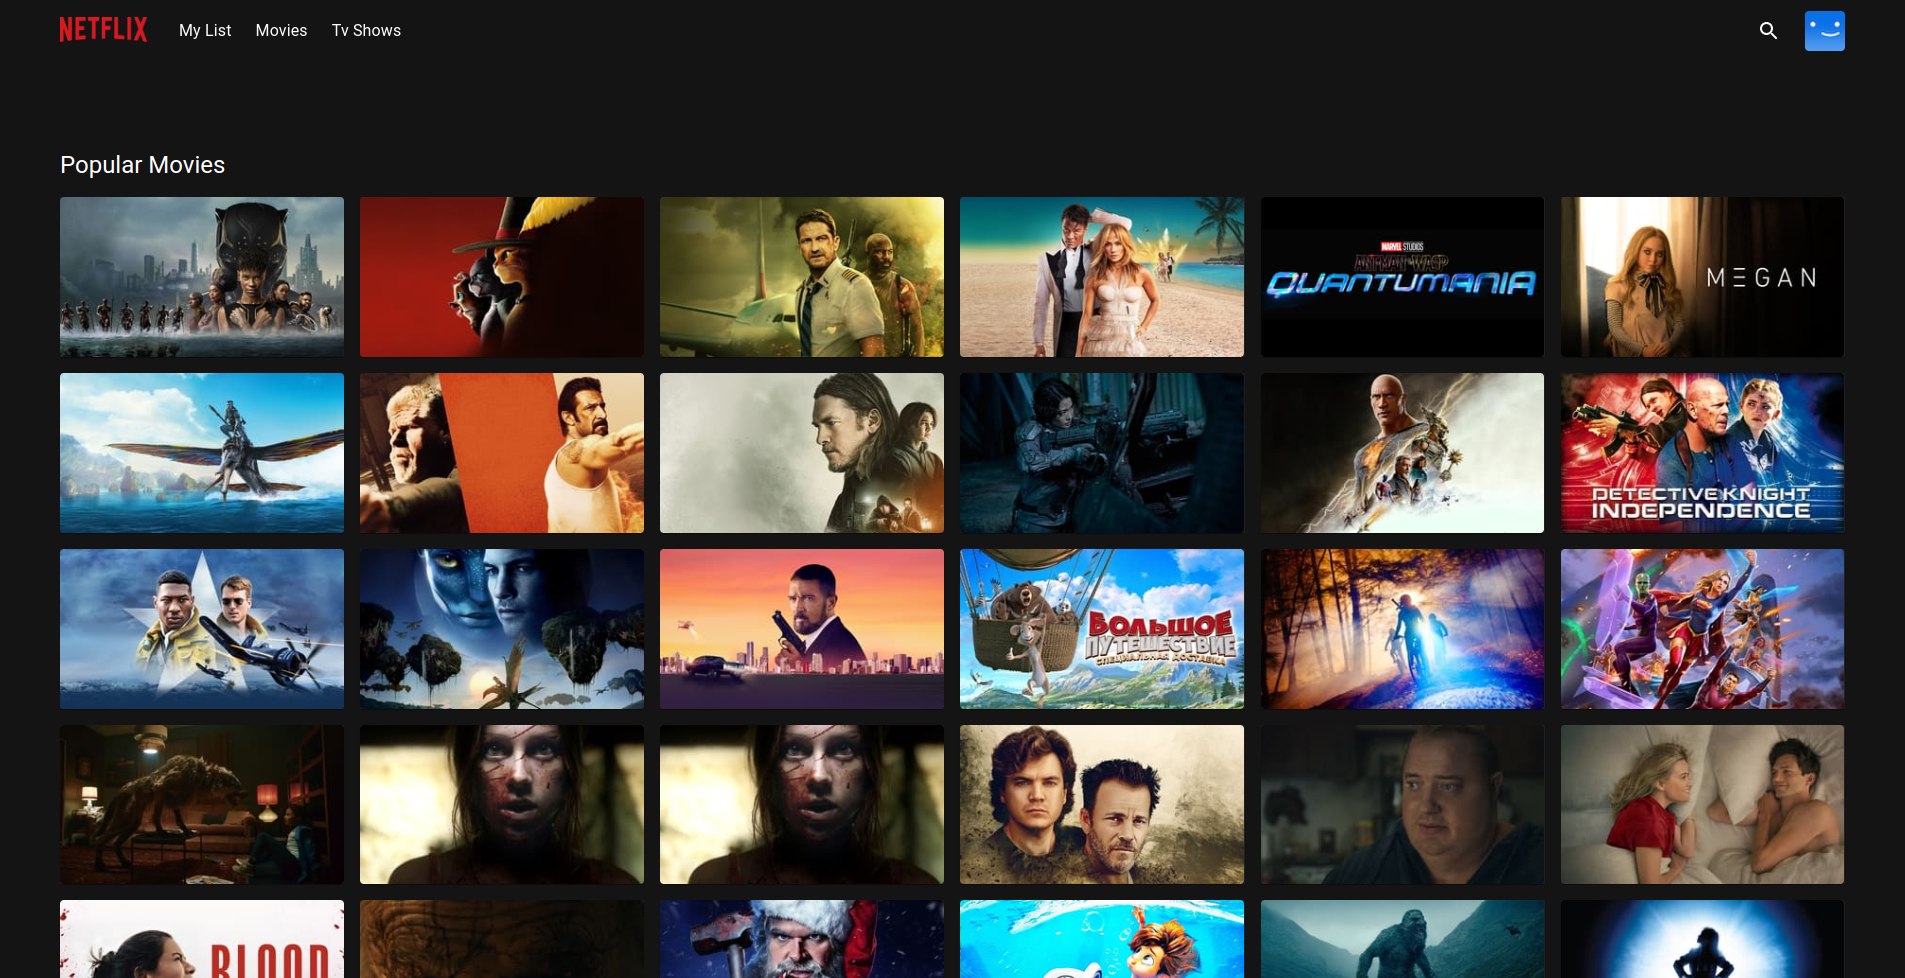 NETFLIX
My List
Movies
Tv Shows
Popular Movies
MARVEL STUDIOS
ANT-MAN AND THE WASP
QUANTUMANIA
MΞGAN
DETECTIVE KNIGHT
INDEPENDENCE
БОЛЬШОЕ
ПУТЕШЕСТВИЕ
СПЕЦИАЛЬНАЯ ДОСТАВКА
BLOOD